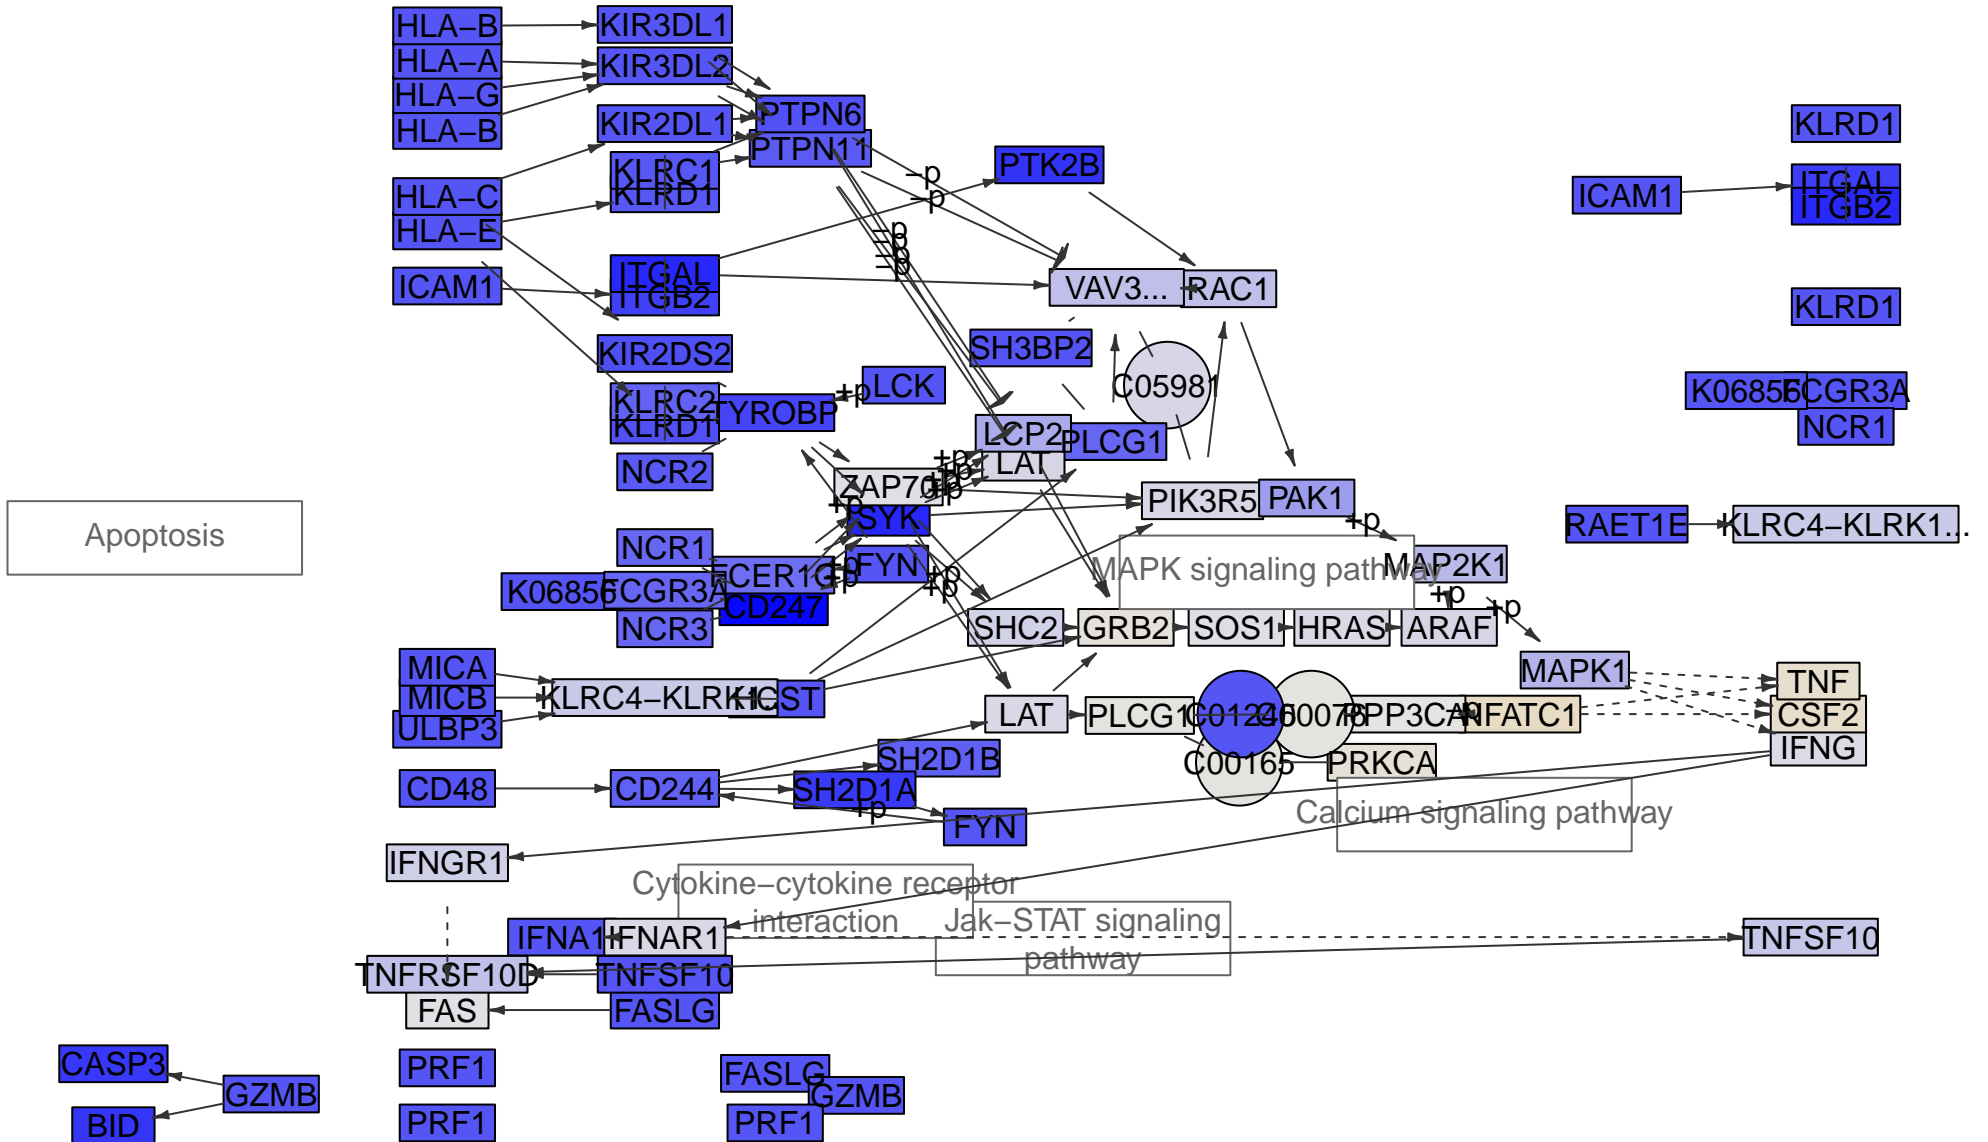 HLA−B
KIR3DL1
HLA−A
KIR3DL2
HLA−G
HLA−B
PTPN6
KIR2DL1
KLRD1
PTPN11
PTK2B
KLRC1
−p
KLRD1
ITGAL
ICAM1
ITGB2
HLA−C
−p
HLA−E
−p
−p
−p
−p
ITGAL
ICAM1
ITGB2
VAV3...
RAC1
KLRD1
SH3BP2
KIR2DS2
C05981
LCK
+p
KLRC2
TYROBP
KLRD1
K06856
FCGR3A
NCR1
LCP2
PLCG1
LAT
NCR2
+p
+p
+p
+p
ZAP70
PIK3R5
PAK1
+p
SYK
+p
RAET1E
KLRC4−KLRK1...
Apoptosis
NCR1
FCER1G
FYN
+p
+p
+p
+p
MAPK signaling pathway
MAP2K1
K06856
FCGR3A
CD247
NCR3
+p
+p
SHC2
GRB2
SOS1
HRAS
ARAF
MICA
MICB
ULBP3
KLRC4−KLRK1...
HCST
MAPK1
TNF
CSF2
IFNG
LAT
PLCG1
C01245
C00076
PPP3CA
−p
NFATC1
C00165
PRKCA
SH2D1B
CD48
CD244
SH2D1A
+p
FYN
Calcium signaling pathway
IFNGR1
Cytokine−cytokine receptor
interaction
Jak−STAT signaling
pathway
IFNA1
IFNAR1
TNFSF10
TNFRSF10D
TNFSF10
FAS
FASLG
CASP3
GZMB
BID
PRF1
PRF1
FASLG
GZMB
PRF1